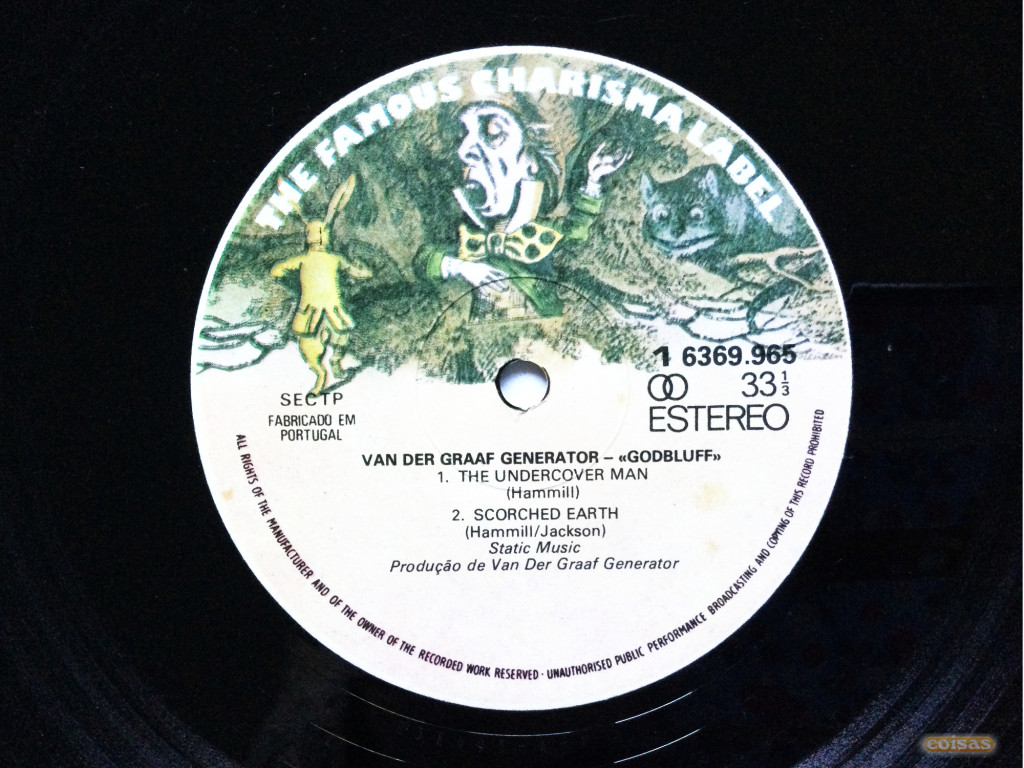 THE FAMOUS CHARISMA LABEL
1 6369.965
33⅓
ESTEREO
SECTP
FABRICADO EM
PORTUGAL
VAN DER GRAAF GENERATOR – «GODBLUFF»
1. THE UNDERCOVER MAN
(Hammill)
2. SCORCHED EARTH
(Hammill/Jackson)
Static Music
Produção de Van Der Graaf Generator
ALL RIGHTS OF THE MANUFACTURER AND OF THE OWNER OF THE RECORDED WORK RESERVED · UNAUTHORISED PUBLIC PERFORMANCE BROADCASTING AND COPYING OF THIS RECORD PROHIBITED
coisas